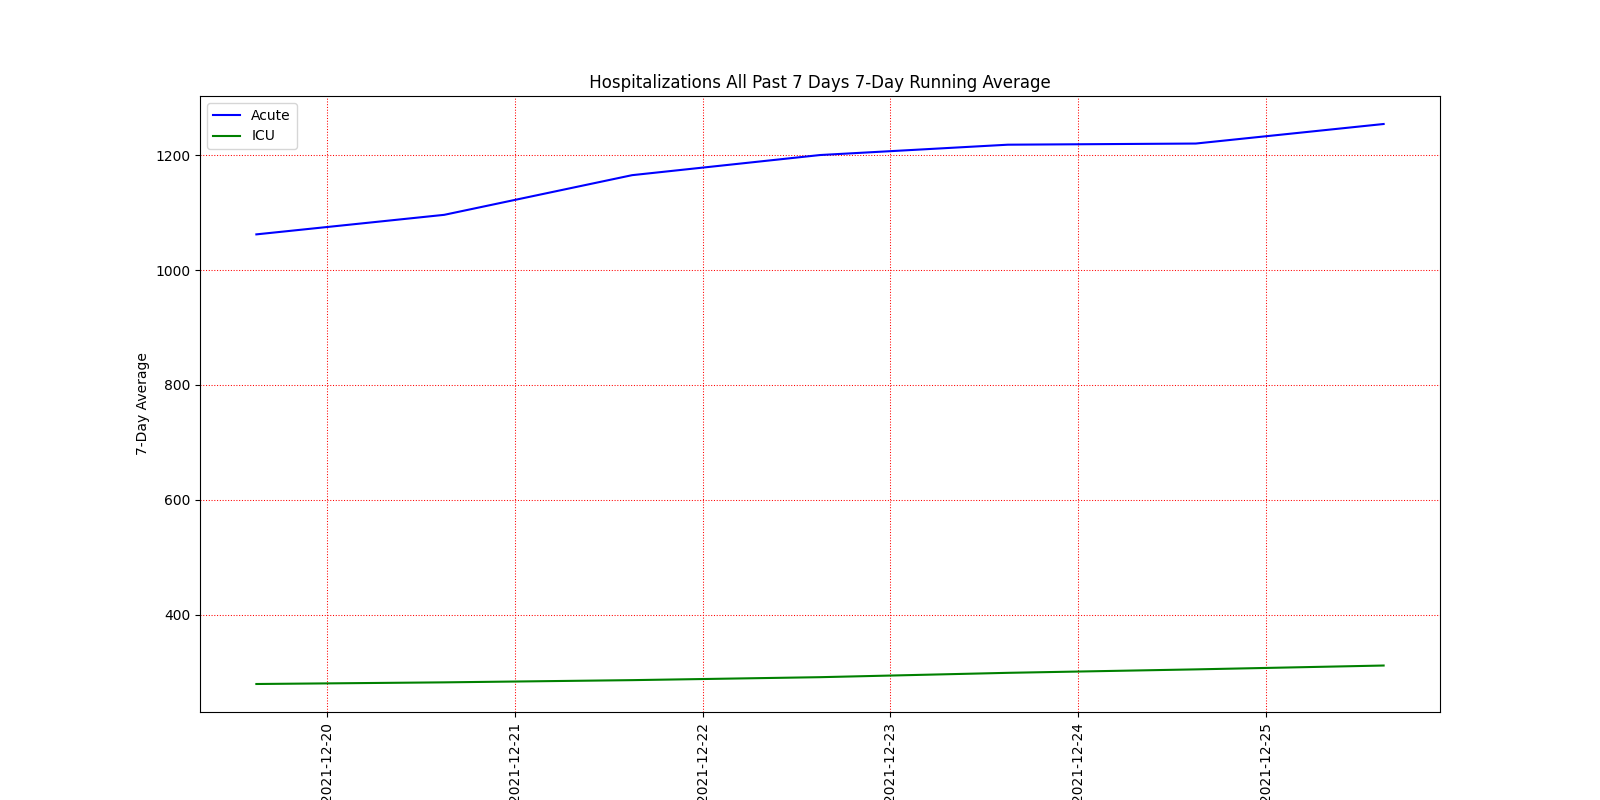 Hospitalizations All Past 7 Days 7-Day Running Average
Acute
ICU
1200
1000
800
600
400
7-Day Average
2021-12-20
2021-12-21
2021-12-22
2021-12-23
2021-12-24
2021-12-25